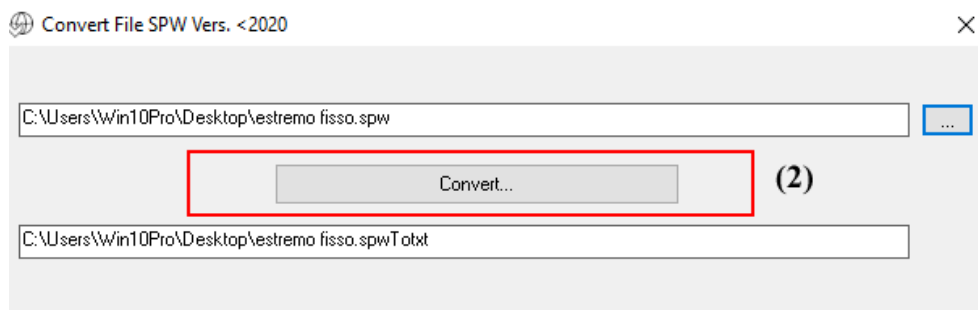 Convert File SPW Vers. <2020
C:\Users\Win10Pro\Desktop\estremo fisso.spw
...
Convert...
(2)
C:\Users\Win10Pro\Desktop\estremo fisso.spwTotxt